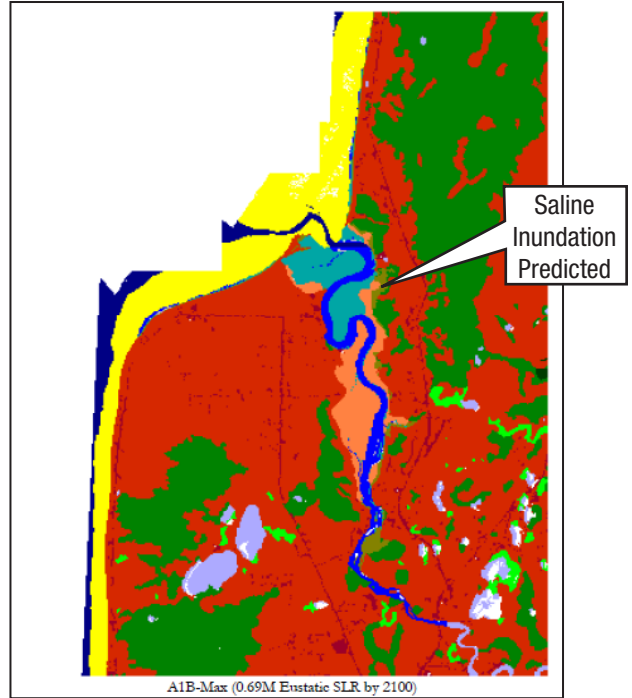 Saline
Inundation
Predicted
A1B-Max (0.69M Eustatic SLR by 2100)